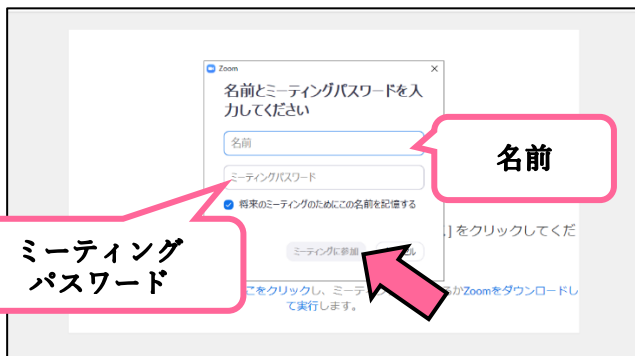 Zoom
名前とミーティングパスワードを入
力してください
名前
名前
ミーティングパスワード
将来のミーティングのためにこの名前を記憶する
ミーティング
パスワード
] をクリックしてくだ
ミーティングに参加
こをクリックし、ミーティ
るかZoomをダウンロードし
て実行します。